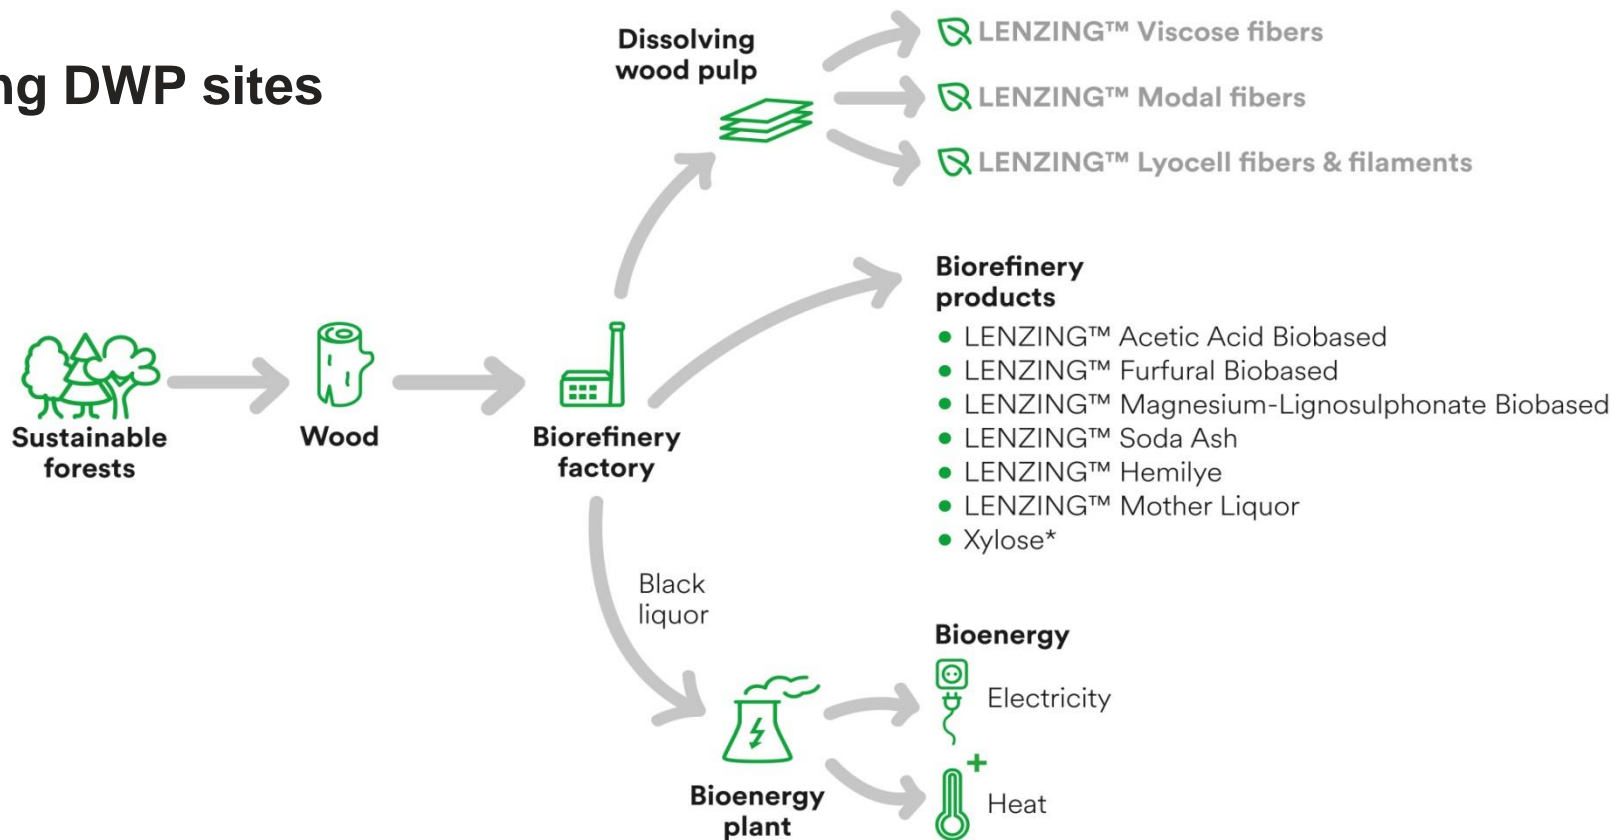 ng DWP sites
Dissolving
wood pulp
LENZING™ Viscose fibers
LENZING™ Modal fibers
LENZING™ Lyocell fibers & filaments
Sustainable
forests
Wood
Biorefinery
factory
Biorefinery
products
• LENZING™ Acetic Acid Biobased
• LENZING™ Furfural Biobased
• LENZING™ Magnesium-Lignosulphonate Biobased
• LENZING™ Soda Ash
• LENZING™ Hemilye
• LENZING™ Mother Liquor
• Xylose*
Black
liquor
Bioenergy
plant
Bioenergy
Electricity
+
Heat